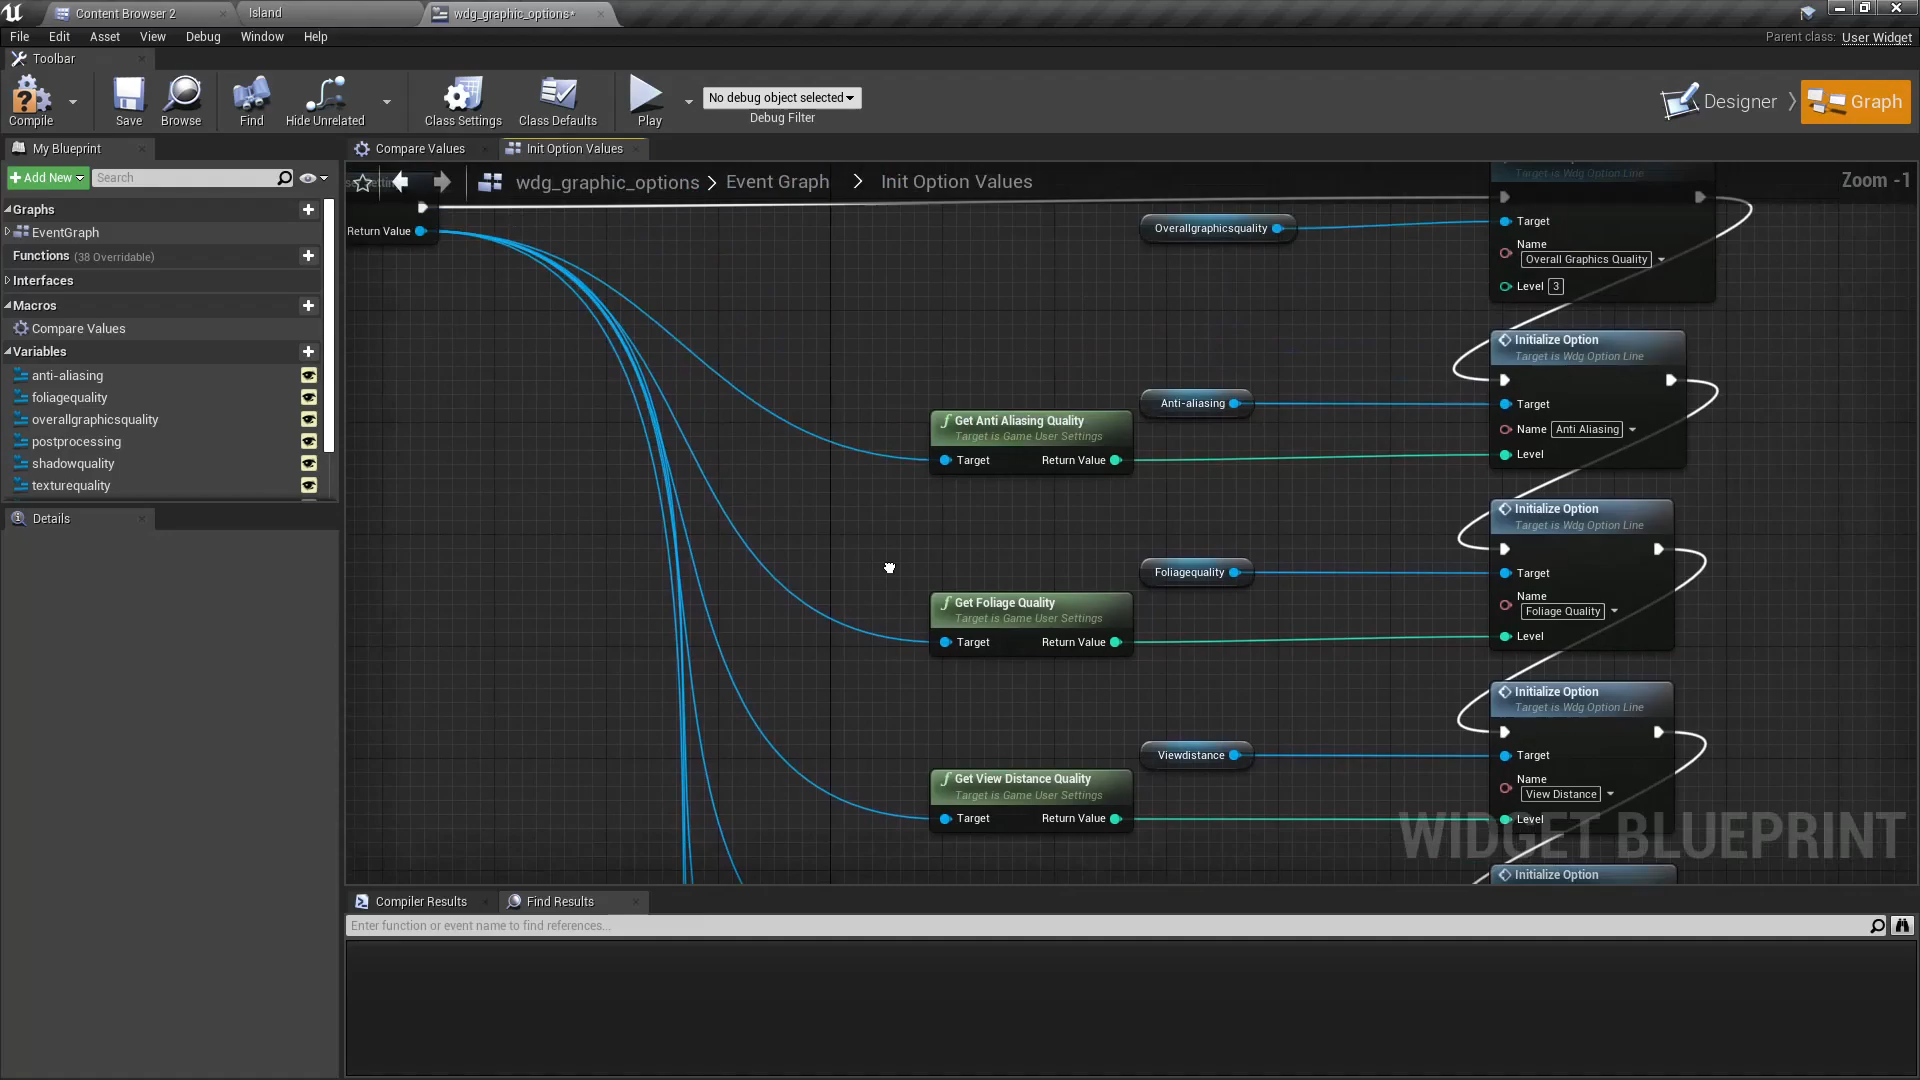 Content Browser 2
Island
wdg_graphic_options*
File Edit Asset View Debug Window Help
Parent class: User Widget
Toolbar
Compile
Save
Browse
Find
Hide Unrelated
Class Settings
Class Defaults
Play
No debug object selected
Debug Filter
Designer
Graph
My Blueprint
Compare Values
Init Option Values
Add New
Search
wdg_graphic_options > Event Graph > Init Option Values
Zoom -1
Graphs
EventGraph
Functions (38 Overridable)
Interfaces
Macros
Compare Values
Variables
anti-aliasing
foliagequality
overallgraphicsquality
postprocessing
shadowquality
texturequality
Details
Return Value
Overallgraphicsquality
Target is Wdg Option Line
Target
Name
Overall Graphics Quality
Level 3
Initialize Option
Target is Wdg Option Line
Anti-aliasing
Target
Name Anti Aliasing
Level
Get Anti Aliasing Quality
Target is Game User Settings
Target Return Value
Initialize Option
Target is Wdg Option Line
Foliagequality
Target
Name
Foliage Quality
Level
Get Foliage Quality
Target is Game User Settings
Target Return Value
Initialize Option
Target is Wdg Option Line
Viewdistance
Target
Name
View Distance
Level
Get View Distance Quality
Target is Game User Settings
Target Return Value
WIDGET BLUEPRINT
Initialize Option
Compiler Results
Find Results
Enter function or event name to find references...